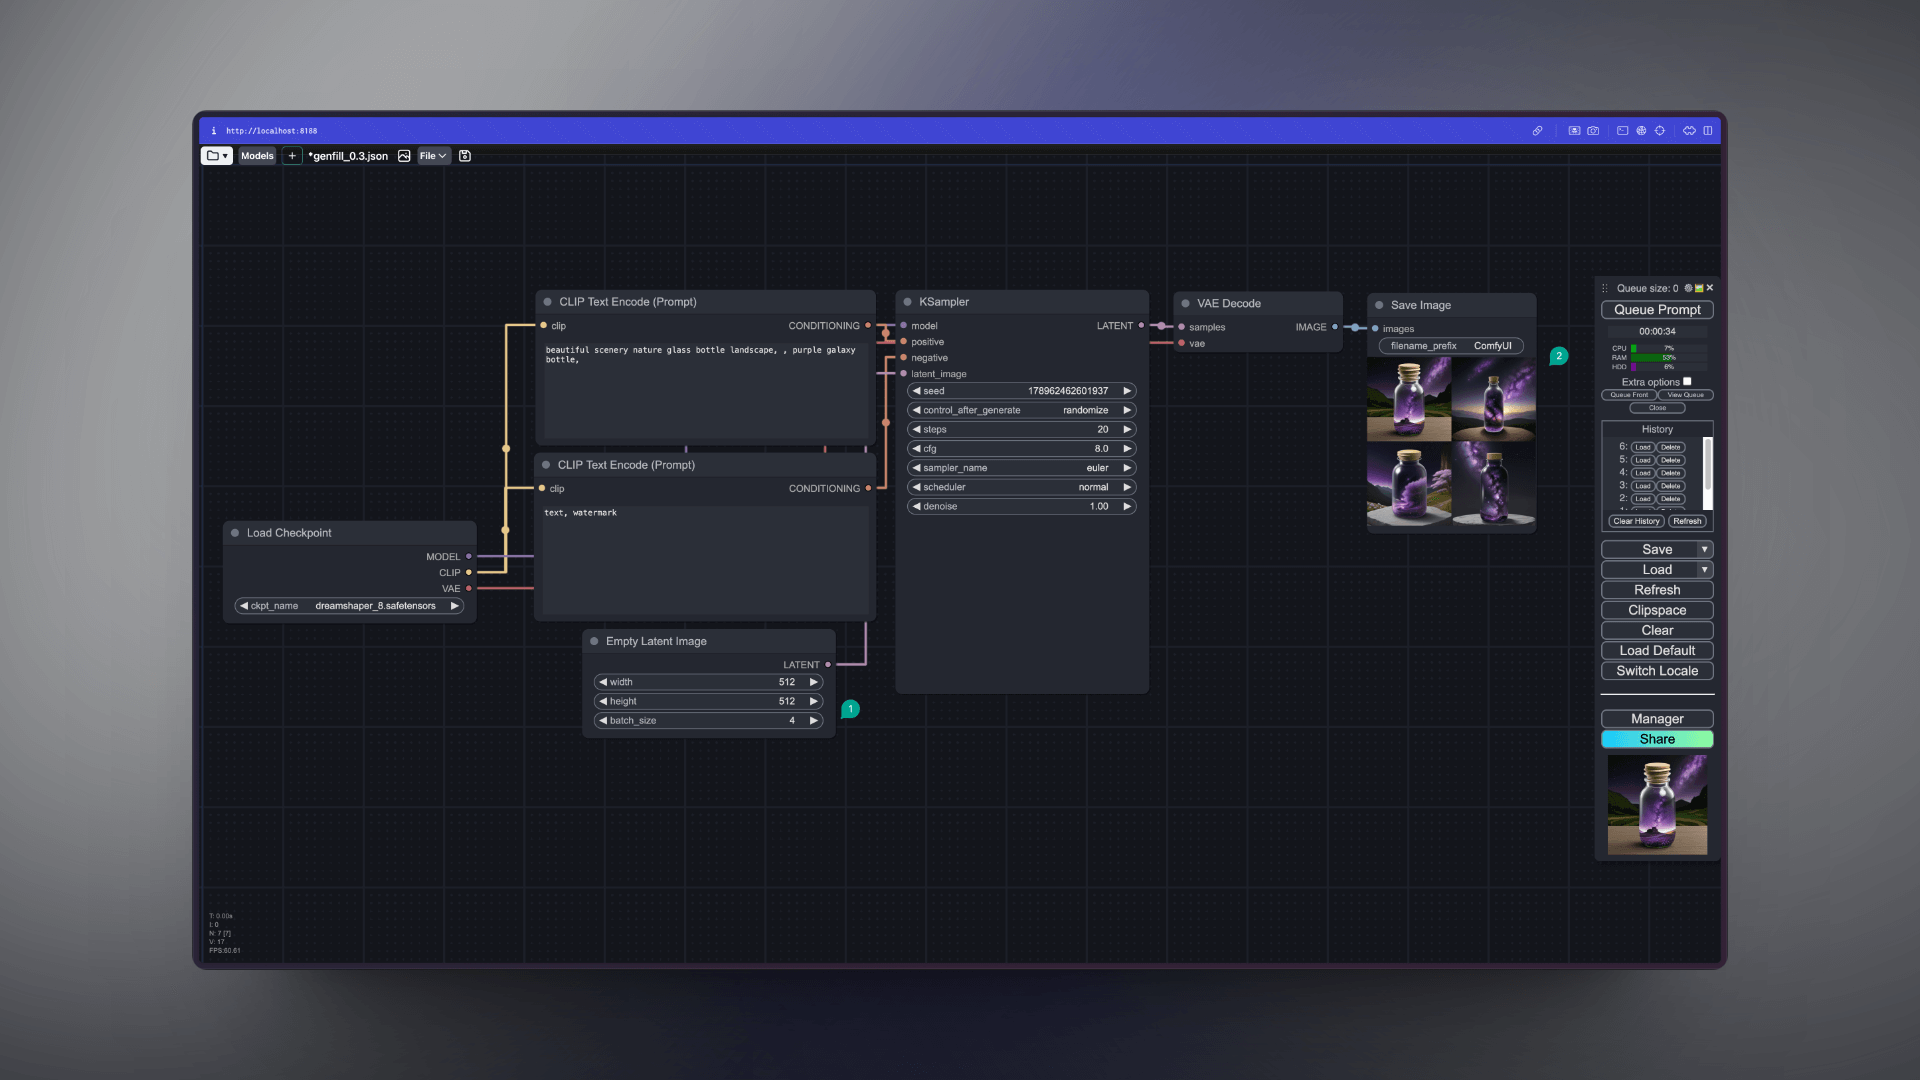 http://localhost:8188
Models
+
*genfill_0.3.json
File
CLIP Text Encode (Prompt)
clip
CONDITIONING
beautiful scenery nature glass bottle landscape, , purple galaxy
bottle,
CLIP Text Encode (Prompt)
clip
CONDITIONING
text, watermark
Load Checkpoint
MODEL
CLIP
VAE
ckpt_name dreamshaper_8.safetensors
Empty Latent Image
LATENT
width 512
height 512
batch_size 4
1
KSampler
model LATENT
positive
negative
latent_image
seed 178962462601937
control_after_generate randomize
steps 20
cfg 8.0
sampler_name euler
scheduler normal
denoise 1.00
VAE Decode
samples IMAGE
vae
Save Image
images
filename_prefix ComfyUI
2
Queue size: 0
Queue Prompt
00:00:34
CPU 7%
RAM 53%
HDD 6%
Extra options
Queue Front View Queue
Close
History
6: Load Delete
5: Load Delete
4: Load Delete
3: Load Delete
2: Load Delete
Clear History Refresh
Save
Load
Refresh
Clipspace
Clear
Load Default
Switch Locale
Manager
Share
T: 0.00s
I: 0
N: 7 [7]
V: 17
FPS:60.61